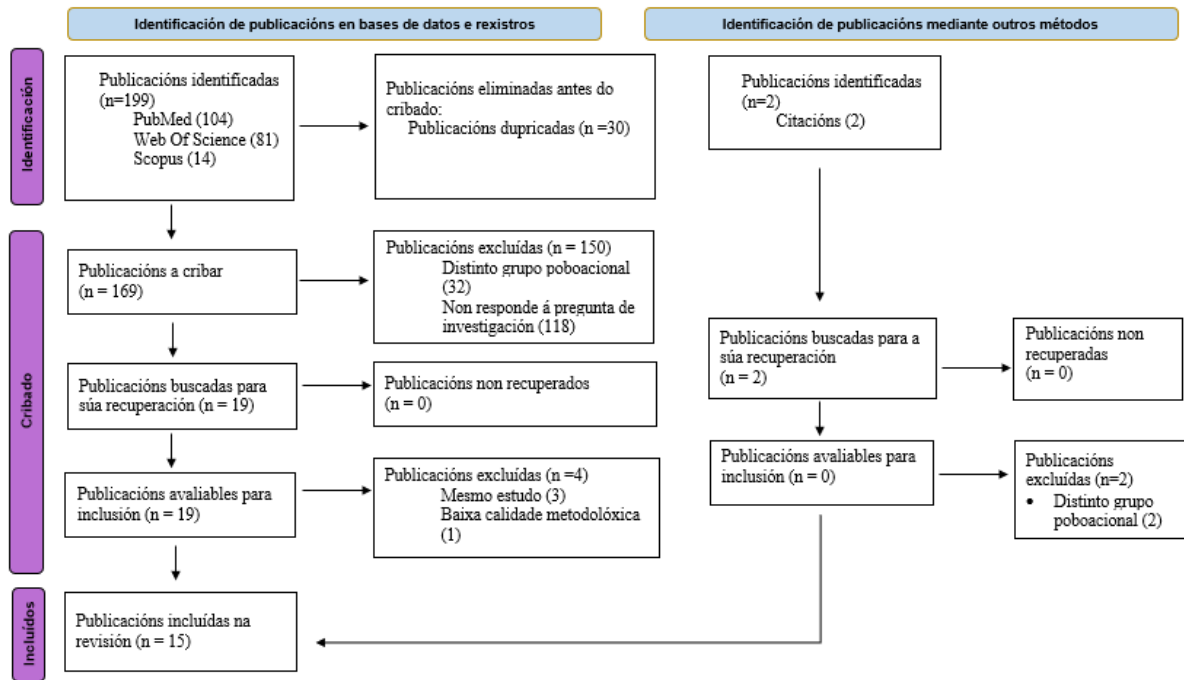 Identificación de publicacións en bases de datos e rexistros
Identificación de publicacións mediante outros métodos
Identificación
Publicacións identificadas
(n=199)
PubMed (104)
Web Of Science (81)
Scopus (14)
Publicacións eliminadas antes do
cribado:
Publicacións dupricadas (n =30)
Publicacións identificadas
(n=2)
Citacións (2)
Cribado
Publicacións a cribar
(n = 169)
Publicacións excluídas (n = 150)
Distinto grupo poboacional
(32)
Non responde á pregunta de
investigación (118)
Publicacións buscadas para
súa recuperación (n = 19)
Publicacións non recuperados
(n = 0)
Publicacións buscadas para a
súa recuperación
(n = 2)
Publicacións non
recuperadas
(n = 0)
Publicacións avaliables para
inclusión (n = 19)
Publicacións excluídas (n =4)
Mesmo estudo (3)
Baixa calidade metodolóxica
(1)
Publicacións avaliables para
inclusión (n = 0)
Publicacións
excluídas (n=2)
• Distinto grupo
poboacional (2)
Incluídos
Publicacións incluídas na
revisión (n = 15)